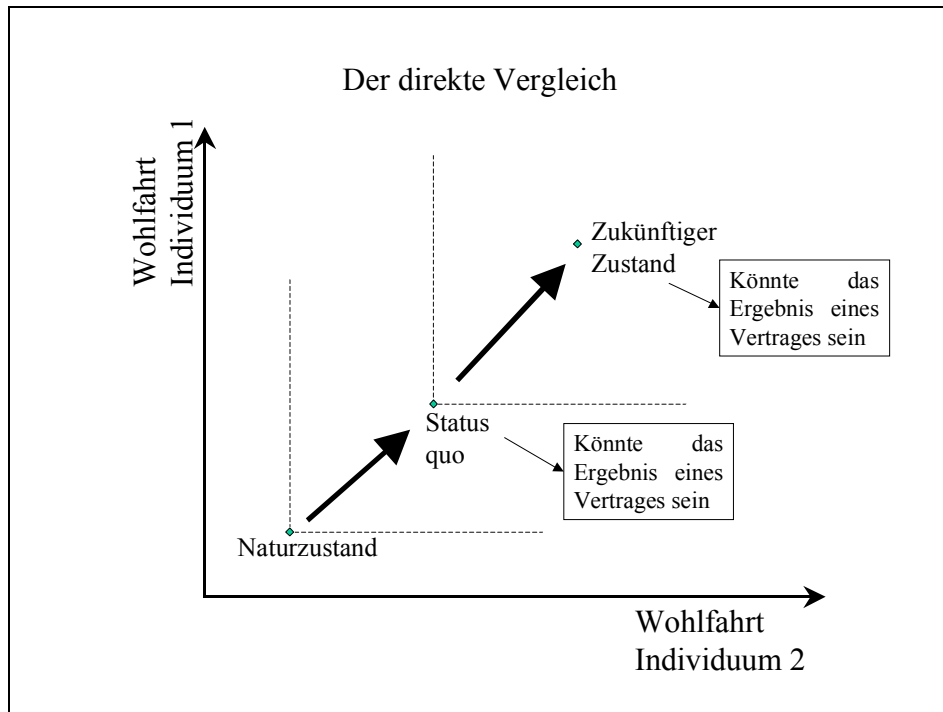 Der direkte Vergleich
Wohlfahrt
Individuum 1
Zukünftiger
Zustand
Könnte das
Ergebnis eines
Vertrages sein
Status
quo
Könnte das
Ergebnis eines
Vertrages sein
Naturzustand
Wohlfahrt
Individuum 2